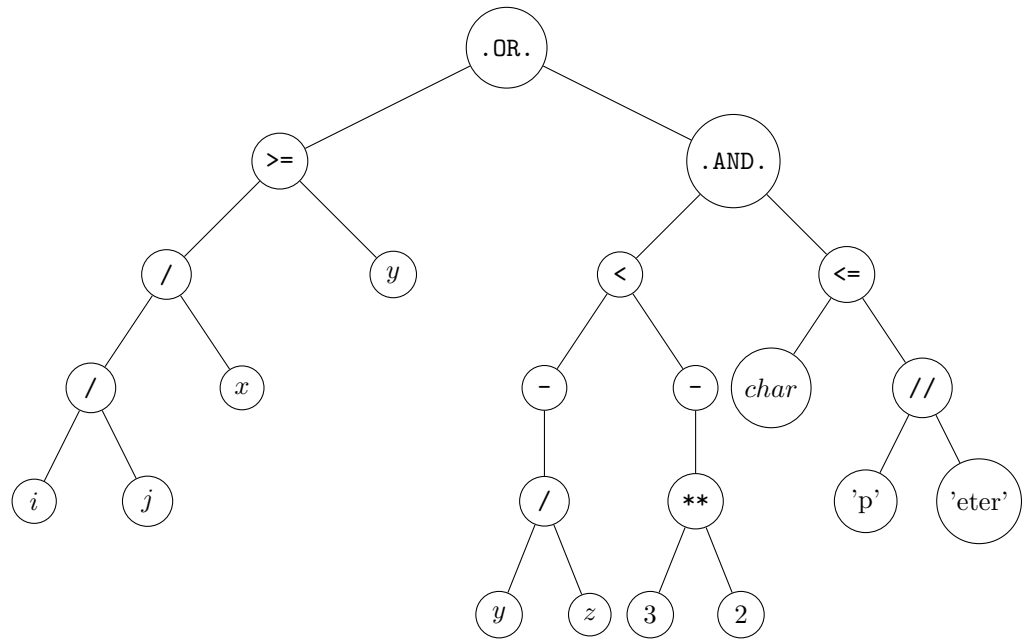 .OR.
>= .AND.
/ y < <=
/ x - - char //
i j / ** 'p' 'eter'
y z 3 2